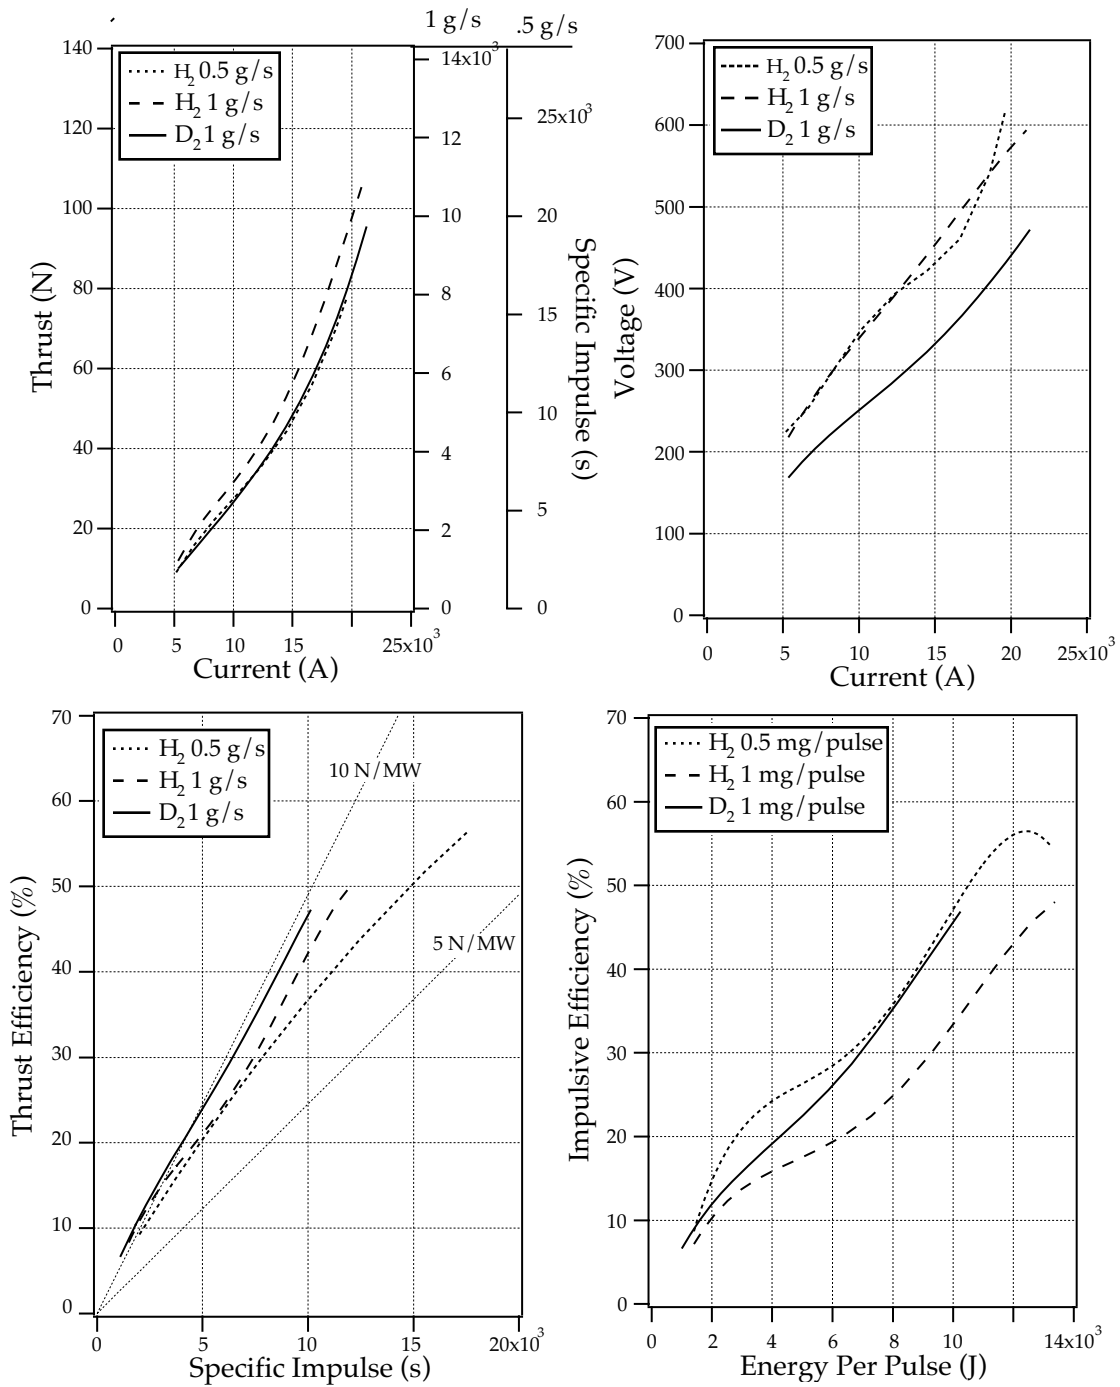 1 g/s
.5 g/s
140
120
100
80
60
40
20
0
Thrust (N)
H2 0.5 g/s
H2 1 g/s
D2 1 g/s
0
5
10
15
25x10³
Current (A)
14x10³
12
10
8
6
4
2
0
25x10³
20
15
10
5
0
Specific Impulse (s)
700
600
500
400
300
200
100
0
Voltage (V)
H2 0.5 g/s
H2 1 g/s
D2 1 g/s
0
5
10
15
20
25x10³
Current (A)
70
60
50
40
30
20
10
0
Thrust Efficiency (%)
H2 0.5 g/s
H2 1 g/s
D2 1 g/s
10 N/MW
5 N/MW
0
5
10
15
20x10³
Specific Impulse (s)
70
60
50
40
30
20
10
0
Impulsive Efficiency (%)
H2 0.5 mg/pulse
H2 1 mg/pulse
D2 1 mg/pulse
0
2
4
6
8
10
14x10³
Energy Per Pulse (J)